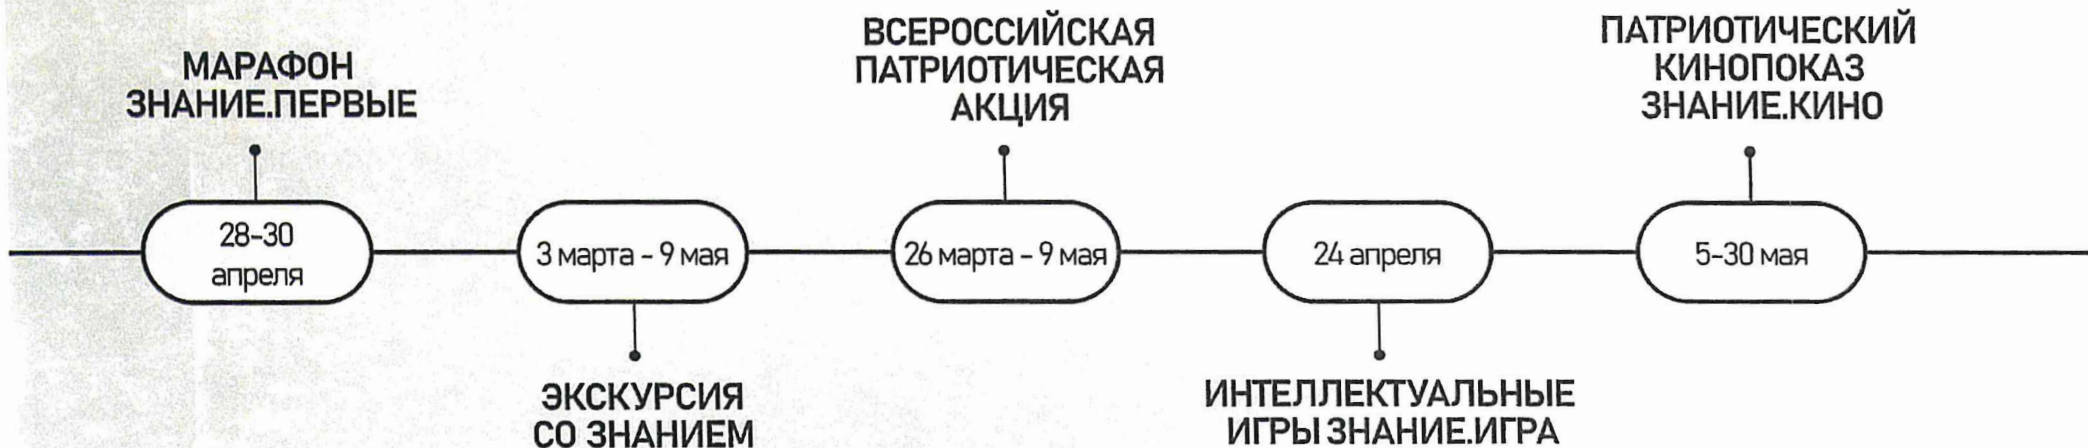 МАРАФОН
ЗНАНИЕ.ПЕРВЫЕ
28-30
апреля
3 марта - 9 мая
ЭКСКУРСИЯ
СО ЗНАНИЕМ
ВСЕРОССИЙСКАЯ
ПАТРИОТИЧЕСКАЯ
АКЦИЯ
26 марта - 9 мая
24 апреля
ИНТЕЛЛЕКТУАЛЬНЫЕ
ИГРЫ ЗНАНИЕ.ИГРА
ПАТРИОТИЧЕСКИЙ
КИНОПОКАЗ
ЗНАНИЕ.КИНО
5-30 мая